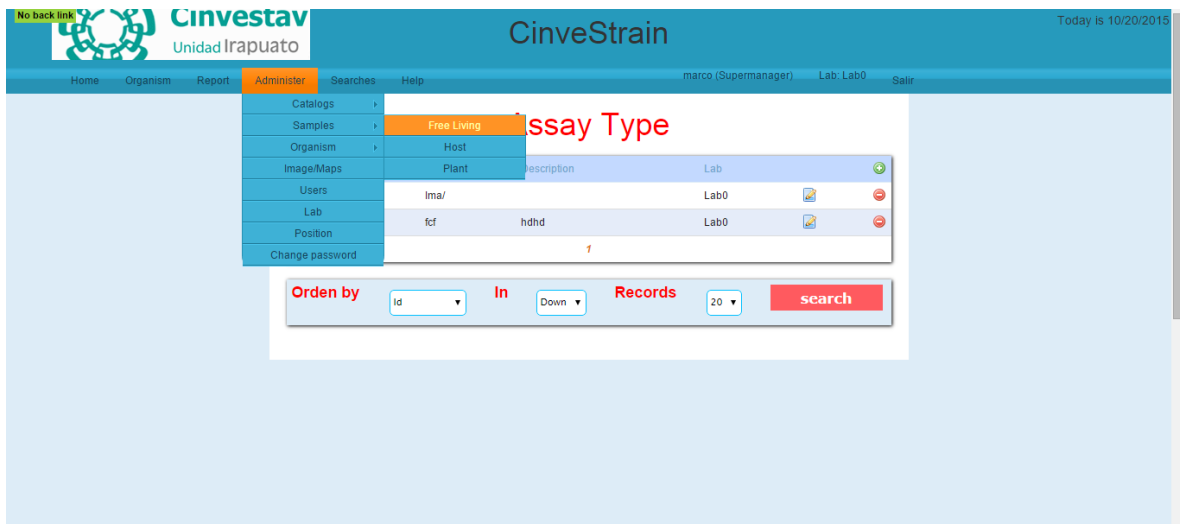 No back link
Cinvestav
Unidad Irapuato
CinveStrain
Today is 10/20/2015
Home Organism Report Administer Searches Help marco (Supermanager) Lab: Lab0 Salir
Catalogs
Samples
Organism
Image/Maps
Users
Lab
Position
Change password
Free Living
Host
Plant
Assay Type
Description Lab
lma/ Lab0
fcf hdhd Lab0
1
Orden by Id In Down Records 20 search